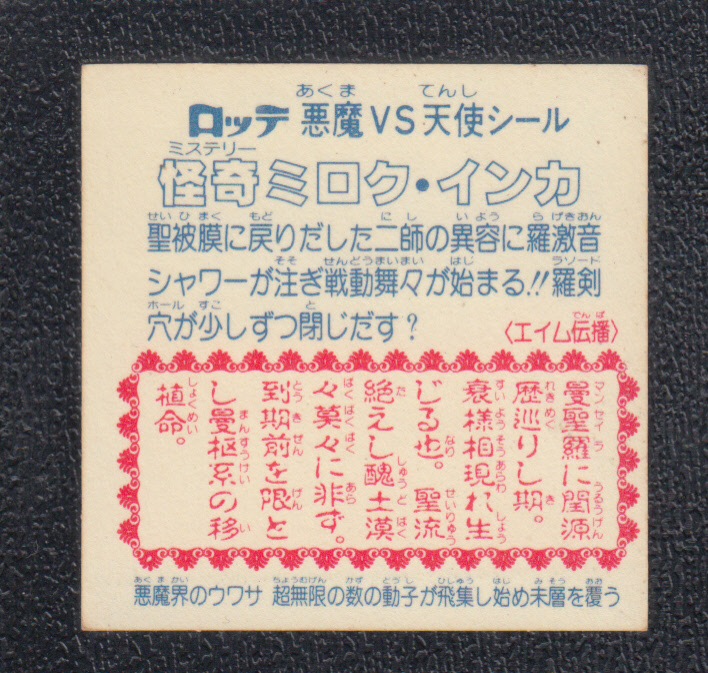 ロッテ 悪魔VS天使シール
怪奇ミロク・インカ
聖被膜に戻りだした二師の異容に羅激音
シャワーが注ぎ戦動舞々が始まる!!羅剣
穴が少しずつ閉じだす?
〈エイム伝播〉
曼聖羅に閏源
歴巡りし期。
衰様相現れ生
じる也。聖流
絶えし醜土漠
々莫々に非ず。
到期前を限と
し曼枢系の移
植命。
悪魔界のウワサ 超無限の数の動子が飛集し始め未層を覆う